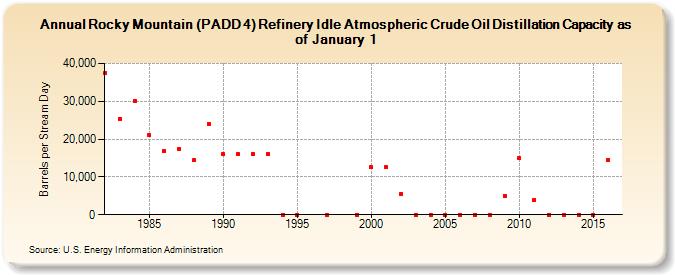 Annual Rocky Mountain (PADD 4) Refinery Idle Atmospheric Crude Oil Distillation Capacity as
of January 1
Barrels per Stream Day
40,000
30,000
20,000
10,000
0
1985 1990 1995 2000 2005 2010 2015
Source: U.S. Energy Information Administration